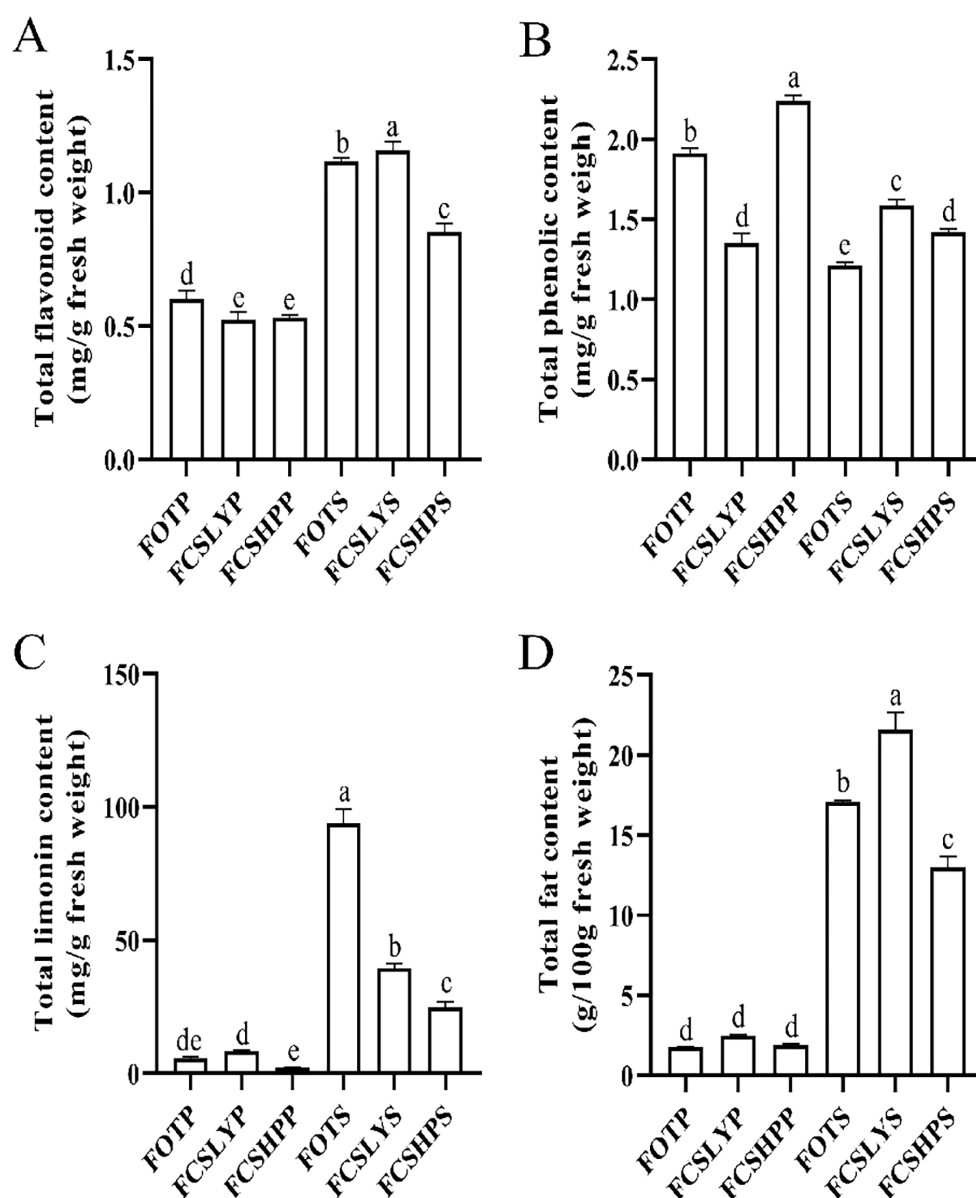 A
Total flavonoid content
(mg/g fresh weight)
1.5
1.0
0.5
0.0
d
e
e
b
a
c
FOTP
FCSLYP
FCSHPP
FOTS
FCSLYS
FCSHPS
B
Total phenolic content
(mg/g fresh weigh)
2.5
2.0
1.5
1.0
0.5
0.0
b
d
a
e
c
d
FOTP
FCSLYP
FCSHPP
FOTS
FCSLYS
FCSHPS
C
Total limonin content
(mg/g fresh weight)
150
100
50
0
de
d
e
a
b
c
FOTP
FCSLYP
FCSHPP
FOTS
FCSLYS
FCSHPS
D
Total fat content
(g/100g fresh weight)
25
20
15
10
5
0
d
d
d
b
a
c
FOTP
FCSLYP
FCSHPP
FOTS
FCSLYS
FCSHPS